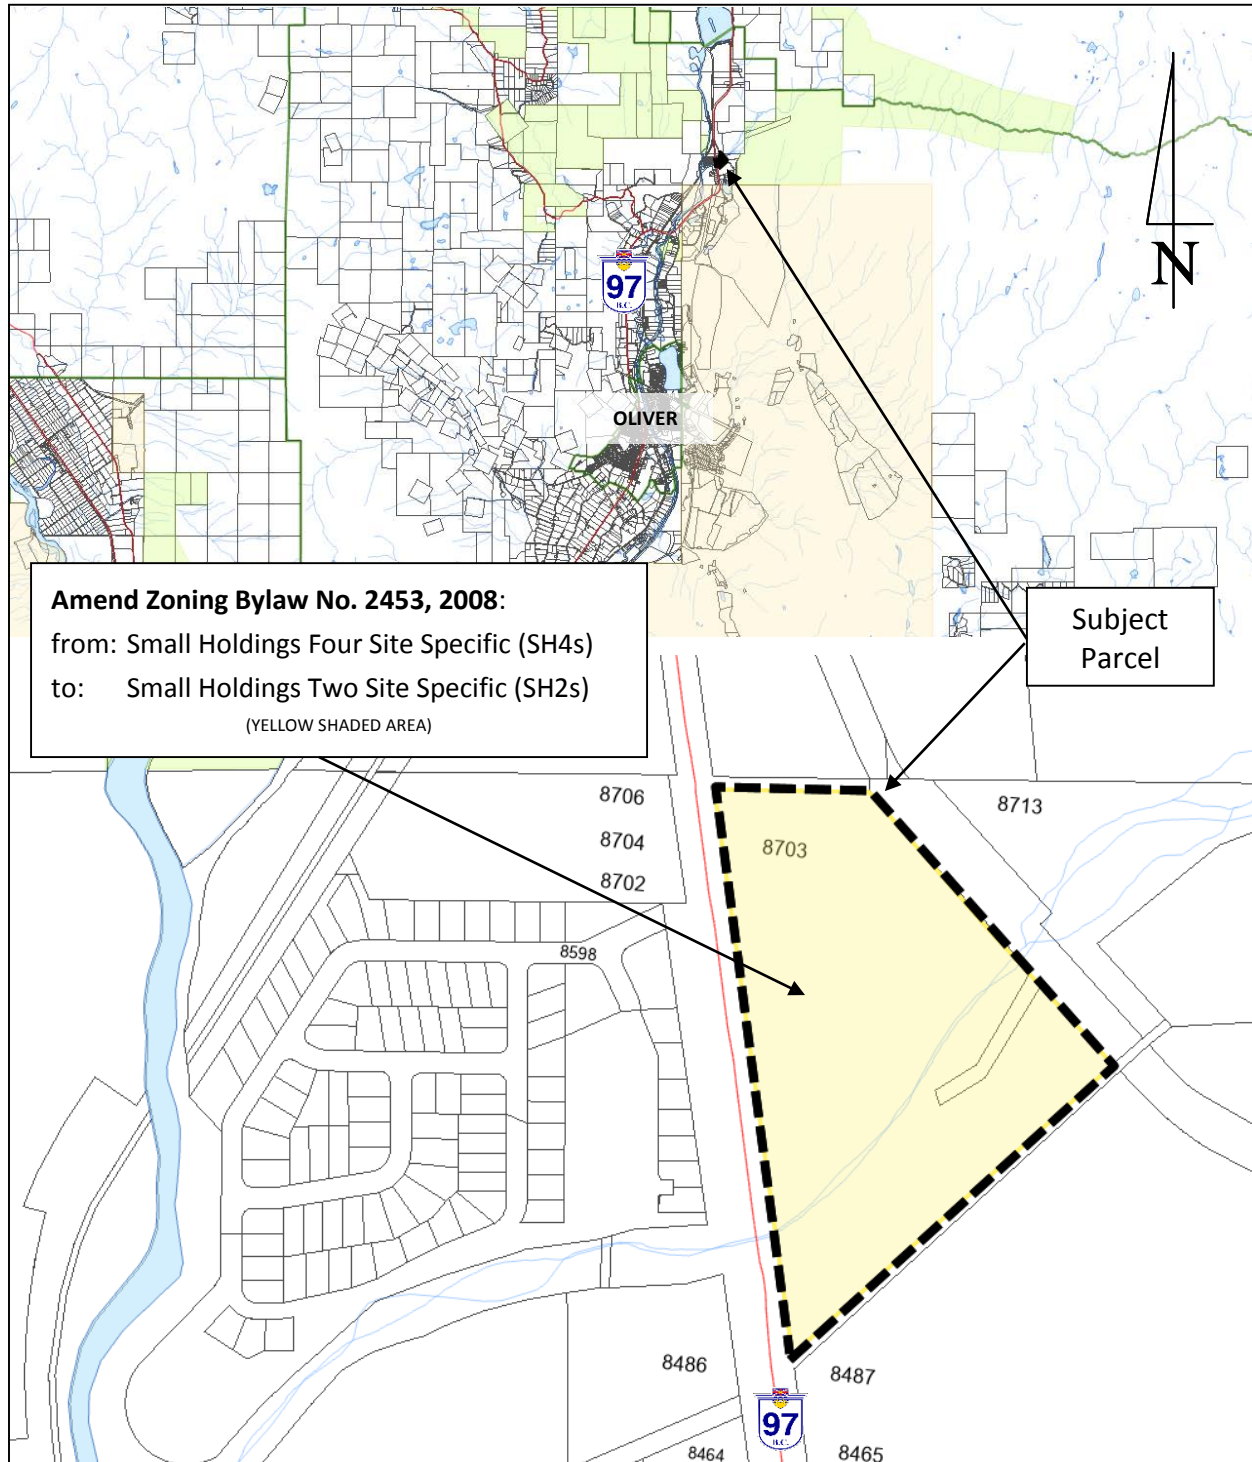 N
97
B.C.
OLIVER
Amend Zoning Bylaw No. 2453, 2008:
from: Small Holdings Four Site Specific (SH4s)
to: Small Holdings Two Site Specific (SH2s)
(YELLOW SHADED AREA)
Subject
Parcel
8706
8704
8702
8703
8713
8598
8486
8487
97
B.C.
8464
8465